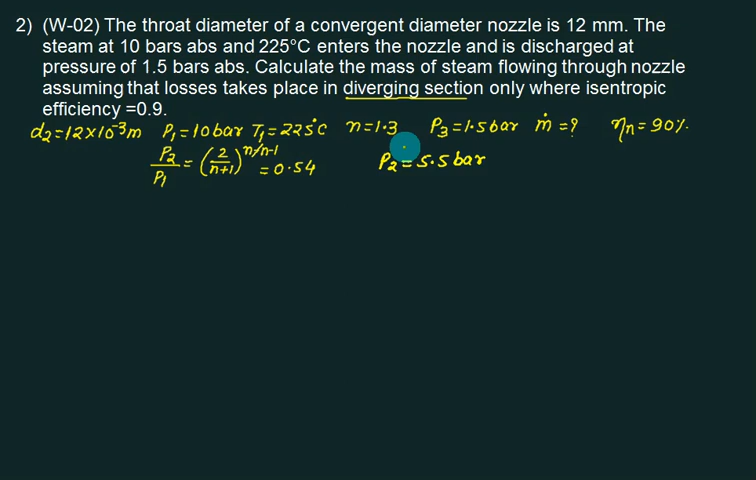 2) (W-02) The throat diameter of a convergent diameter nozzle is 12 mm. The
steam at 10 bars abs and 225°C enters the nozzle and is discharged at
pressure of 1.5 bars abs. Calculate the mass of steam flowing through nozzle
assuming that losses takes place in diverging section only where isentropic
efficiency =0.9.
d₂=12×10⁻³m P₁=10bar T₁=225°C n=1.3 P₃=1.5bar ṁ=? ηn=90%
P₂/P₁=(2/n+1)^n/n-1 =0.54 P₂=5.5bar